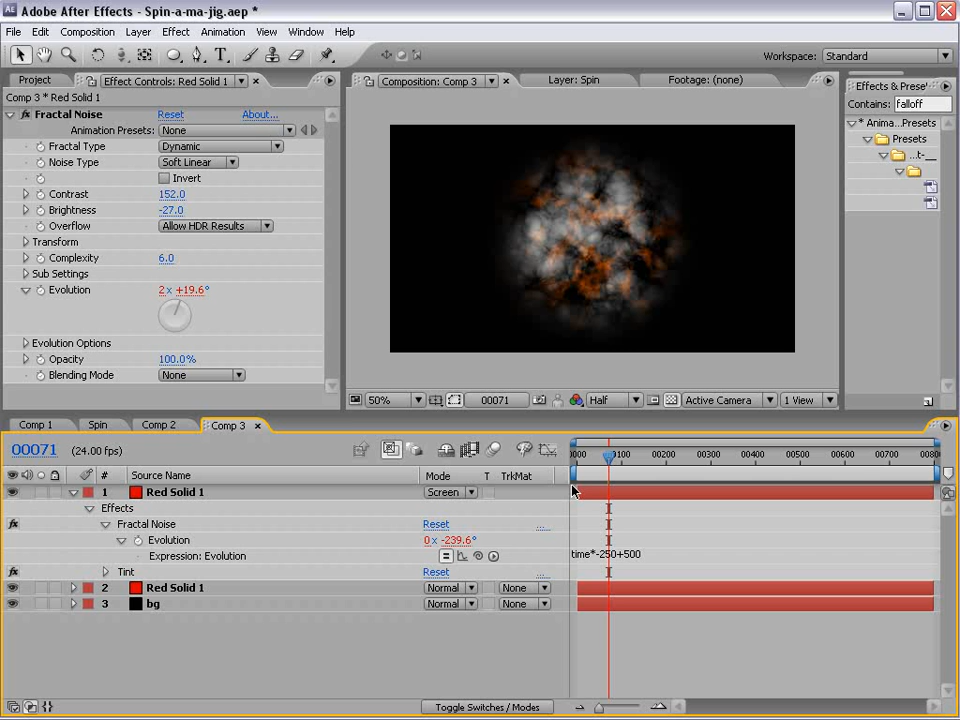 Adobe After Effects - Spin-a-ma-jig.aep *
File Edit Composition Layer Effect Animation View Window Help
Workspace: Standard
Project Effect Controls: Red Solid 1
Composition: Comp 3 Layer: Spin Footage: (none)
Effects & Prese
Comp 3 * Red Solid 1
Contains: falloff
Fractal Noise Reset About...
Animation Presets: None
* Anima...Presets
Fractal Type Dynamic
Presets
Noise Type Soft Linear
...t-__
Invert
Contrast 152.0
Brightness -27.0
Overflow Allow HDR Results
Transform
Complexity 6.0
Sub Settings
Evolution 2 x +19.6°
Evolution Options
Opacity 100.0%
Blending Mode None
50% 00071 Half Active Camera 1 View
Comp 1 Spin Comp 2 Comp 3
00071 (24.00 fps)
0000 00100 00200 00300 00400 00500 00600 00700 0080
# Source Name Mode T TrkMat
1 Red Solid 1 Screen
Effects
Fractal Noise Reset ...
Evolution 0 x -239.6°
Expression: Evolution time*-250+500
Tint Reset ...
2 Red Solid 1 Normal None
3 bg Normal None
Toggle Switches / Modes